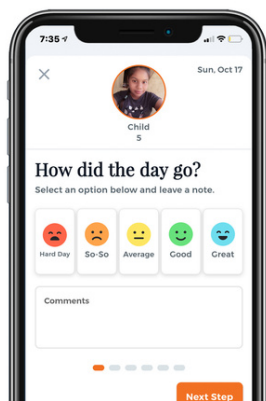 7:35
Sun, Oct 17
Child
5
How did the day go?
Select an option below and leave a note.
Hard Day So-So Average Good Great
Comments
Next Step